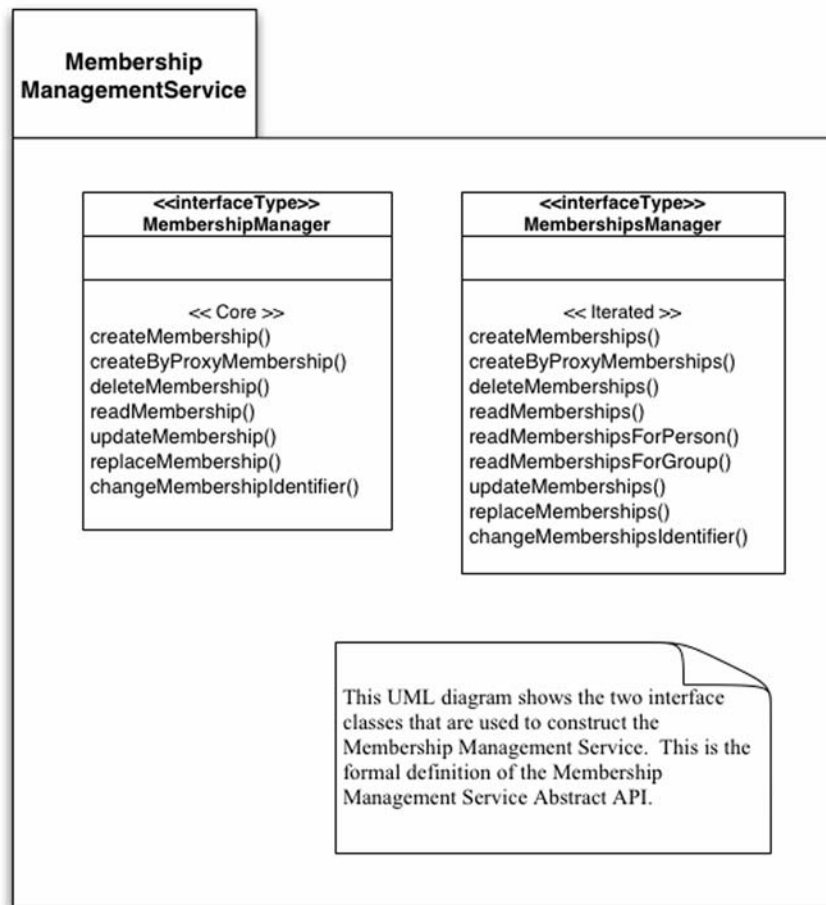 Membership
ManagementService
<<interfaceType>>
MembershipManager
<< Core >>
createMembership()
createByProxyMembership()
deleteMembership()
readMembership()
updateMembership()
replaceMembership()
changeMembershipIdentifier()
<<interfaceType>>
MembershipsManager
<< Iterated >>
createMemberships()
createByProxyMemberships()
deleteMemberships()
readMemberships()
readMembershipsForPerson()
readMembershipsForGroup()
updateMemberships()
replaceMemberships()
changeMembershipsIdentifier()
This UML diagram shows the two interface
classes that are used to construct the
Membership Management Service.  This is the
formal definition of the Membership
Management Service Abstract API.